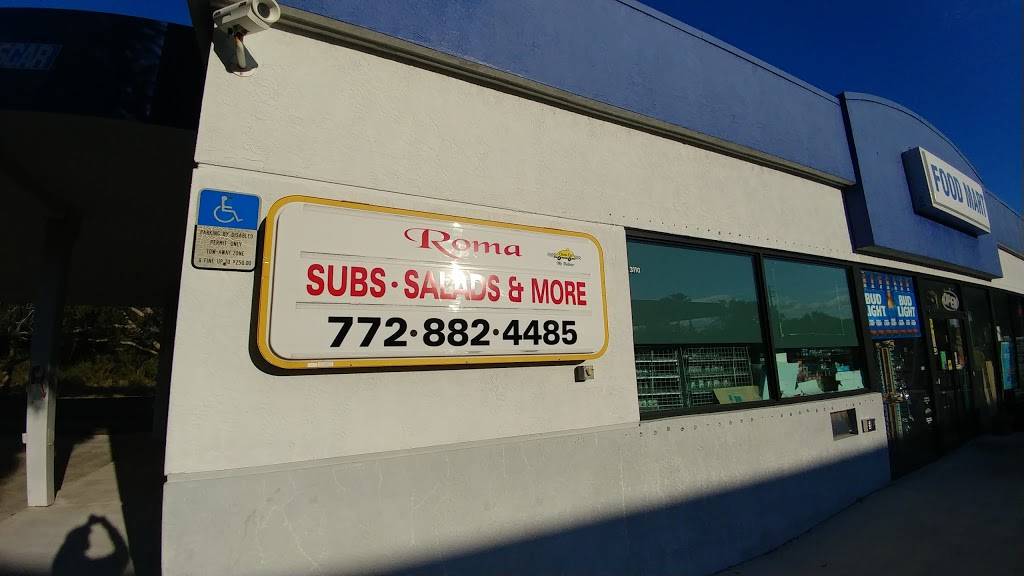 PARKING BY DISABLED
PERMIT ONLY
TOW-AWAY ZONE
Roma
SUBS · SALADS & MORE
772·882·4485
FOOD MART
BUD
LIGHT
BUD
LIGHT
OPEN